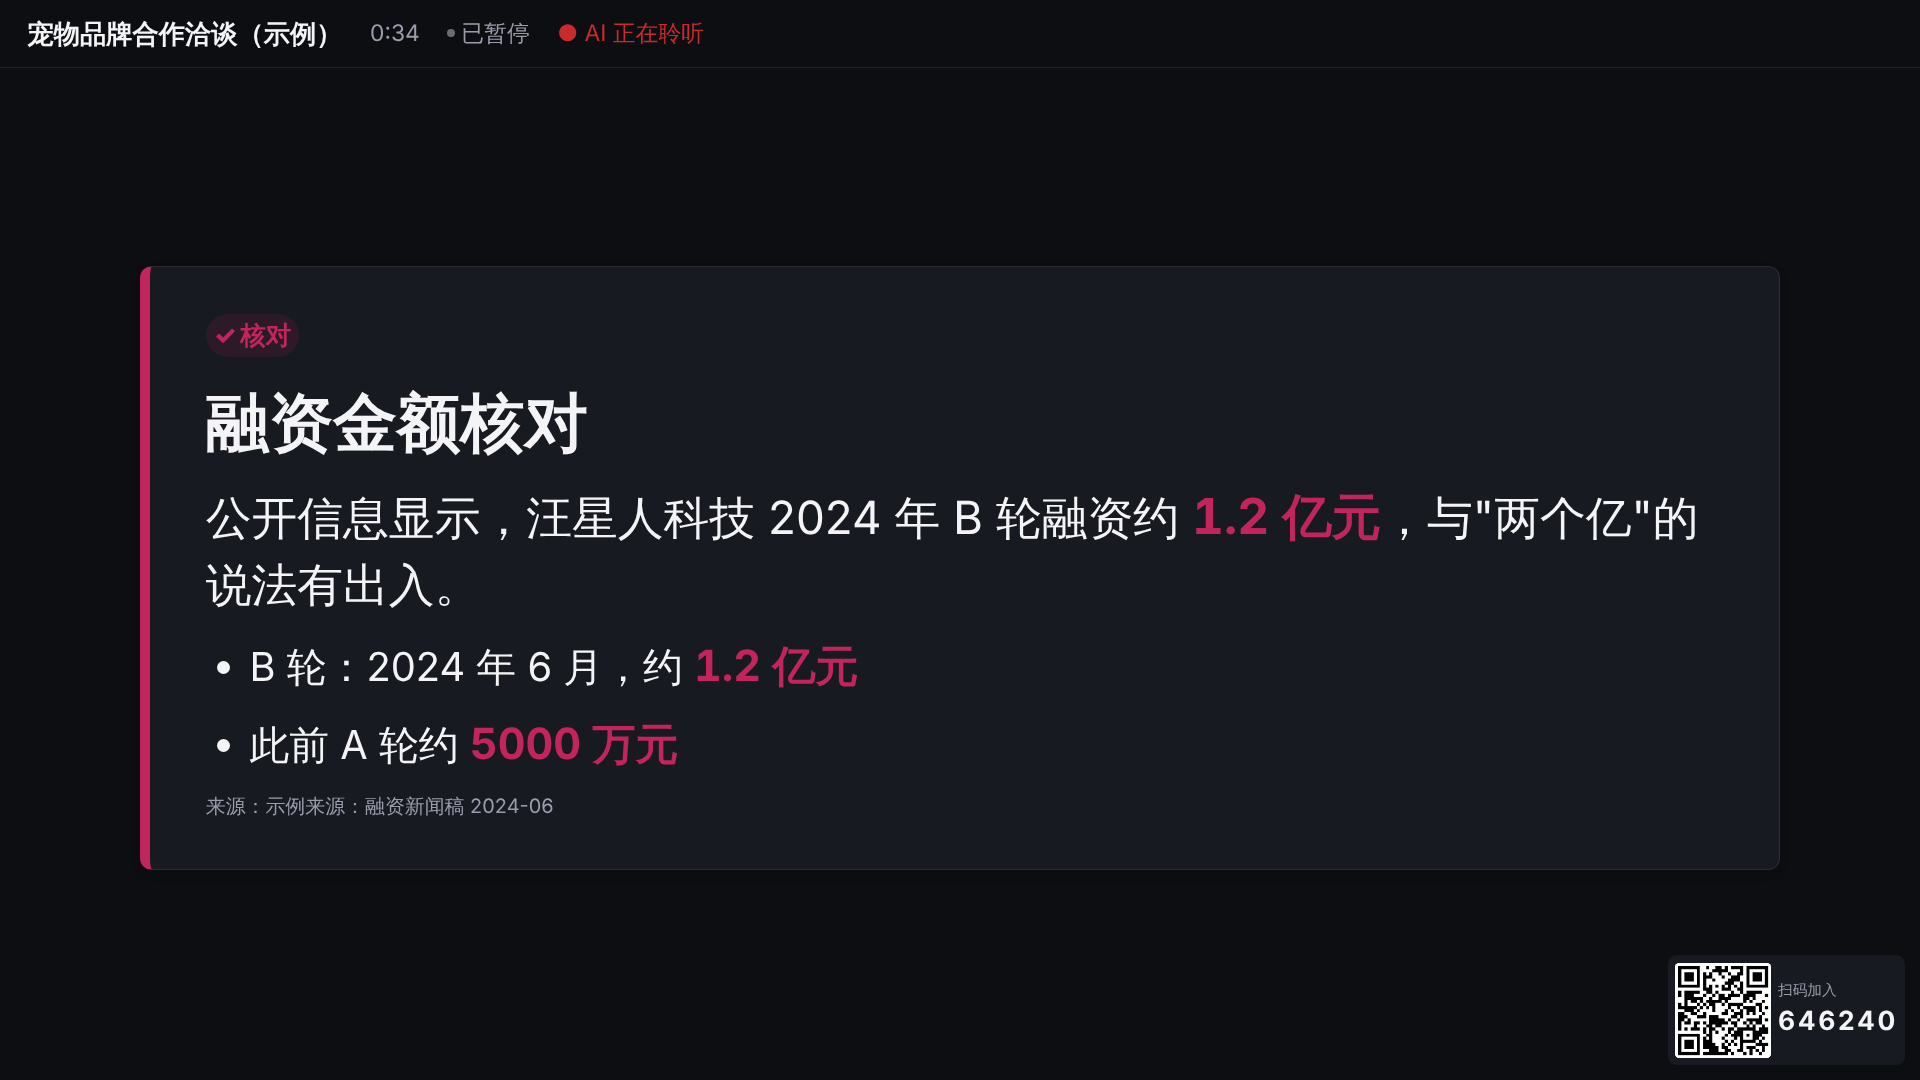 宠物品牌合作洽谈（示例） 0:34 已暂停 AI 正在聆听
核对
融资金额核对
公开信息显示，汪星人科技 2024 年 B 轮融资约 1.2 亿元，与"两个亿"的
说法有出入。
• B 轮：2024 年 6 月，约 1.2 亿元
• 此前 A 轮约 5000 万元
来源：示例来源：融资新闻稿 2024-06
扫码加入
646240